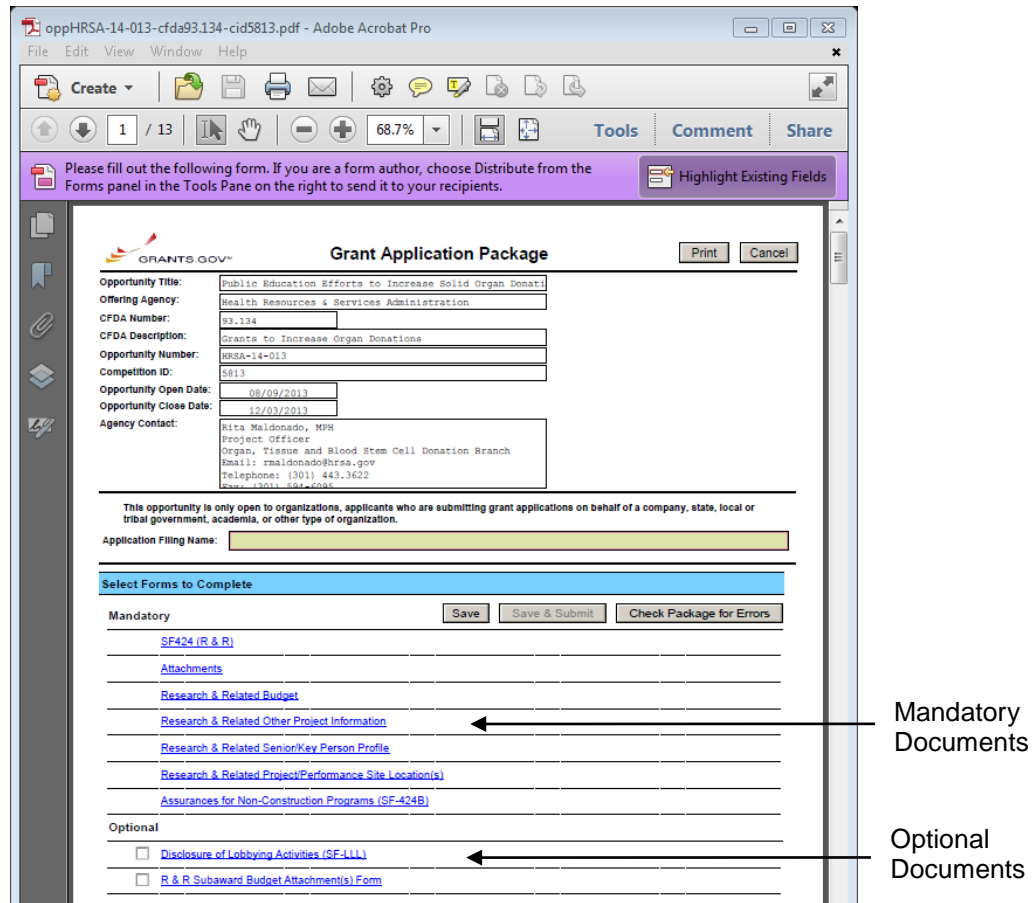 oppHRSA-14-013-cfda93.134-cid5813.pdf - Adobe Acrobat Pro
File Edit View Window Help
Create
1 / 13 68.7% Tools Comment Share
Please fill out the following form. If you are a form author, choose Distribute from the
Forms panel in the Tools Pane on the right to send it to your recipients.
Highlight Existing Fields
GRANTS.GOV℠ Grant Application Package Print Cancel
Opportunity Title: Public Education Efforts to Increase Solid Organ Donati
Offering Agency: Health Resources & Services Administration
CFDA Number: 93.134
CFDA Description: Grants to Increase Organ Donations
Opportunity Number: HRSA-14-013
Competition ID: 5813
Opportunity Open Date: 08/09/2013
Opportunity Close Date: 12/03/2013
Agency Contact: Rita Maldonado, MPH
Project Officer
Organ, Tissue and Blood Stem Cell Donation Branch
Email: rmaldonado@hrsa.gov
Telephone: (301) 443.3622
Fax: (301) 594-6095
This opportunity is only open to organizations, applicants who are submitting grant applications on behalf of a company, state, local or
tribal government, academia, or other type of organization.
Application Filing Name:
Select Forms to Complete
Mandatory Save Save & Submit Check Package for Errors
SF424 (R & R)
Attachments
Research & Related Budget
Research & Related Other Project Information
Research & Related Senior/Key Person Profile
Research & Related Project/Performance Site Location(s)
Assurances for Non-Construction Programs (SF-424B)
Mandatory
Documents
Optional
Disclosure of Lobbying Activities (SF-LLL)
R & R Subaward Budget Attachment(s) Form
Optional
Documents